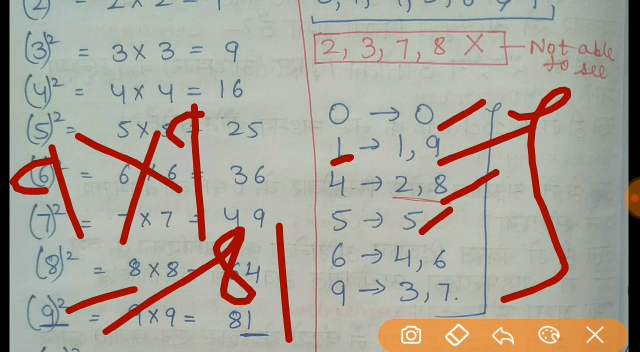 (3)² = 3 × 3 = 9
(4)² = 4 × 4 = 16
(5)² = 5 × 5 = 25
(6)² = 6 × 6 = 36
(7)² = 7 × 7 = 49
(8)² = 8 × 8 = 64
(9)² = 9 × 9 = 81
2, 3, 7, 8 X — Not able
to see
0 → 0
1 → 1, 9
4 → 2, 8
5 → 5
6 → 4, 6
9 → 3, 7.